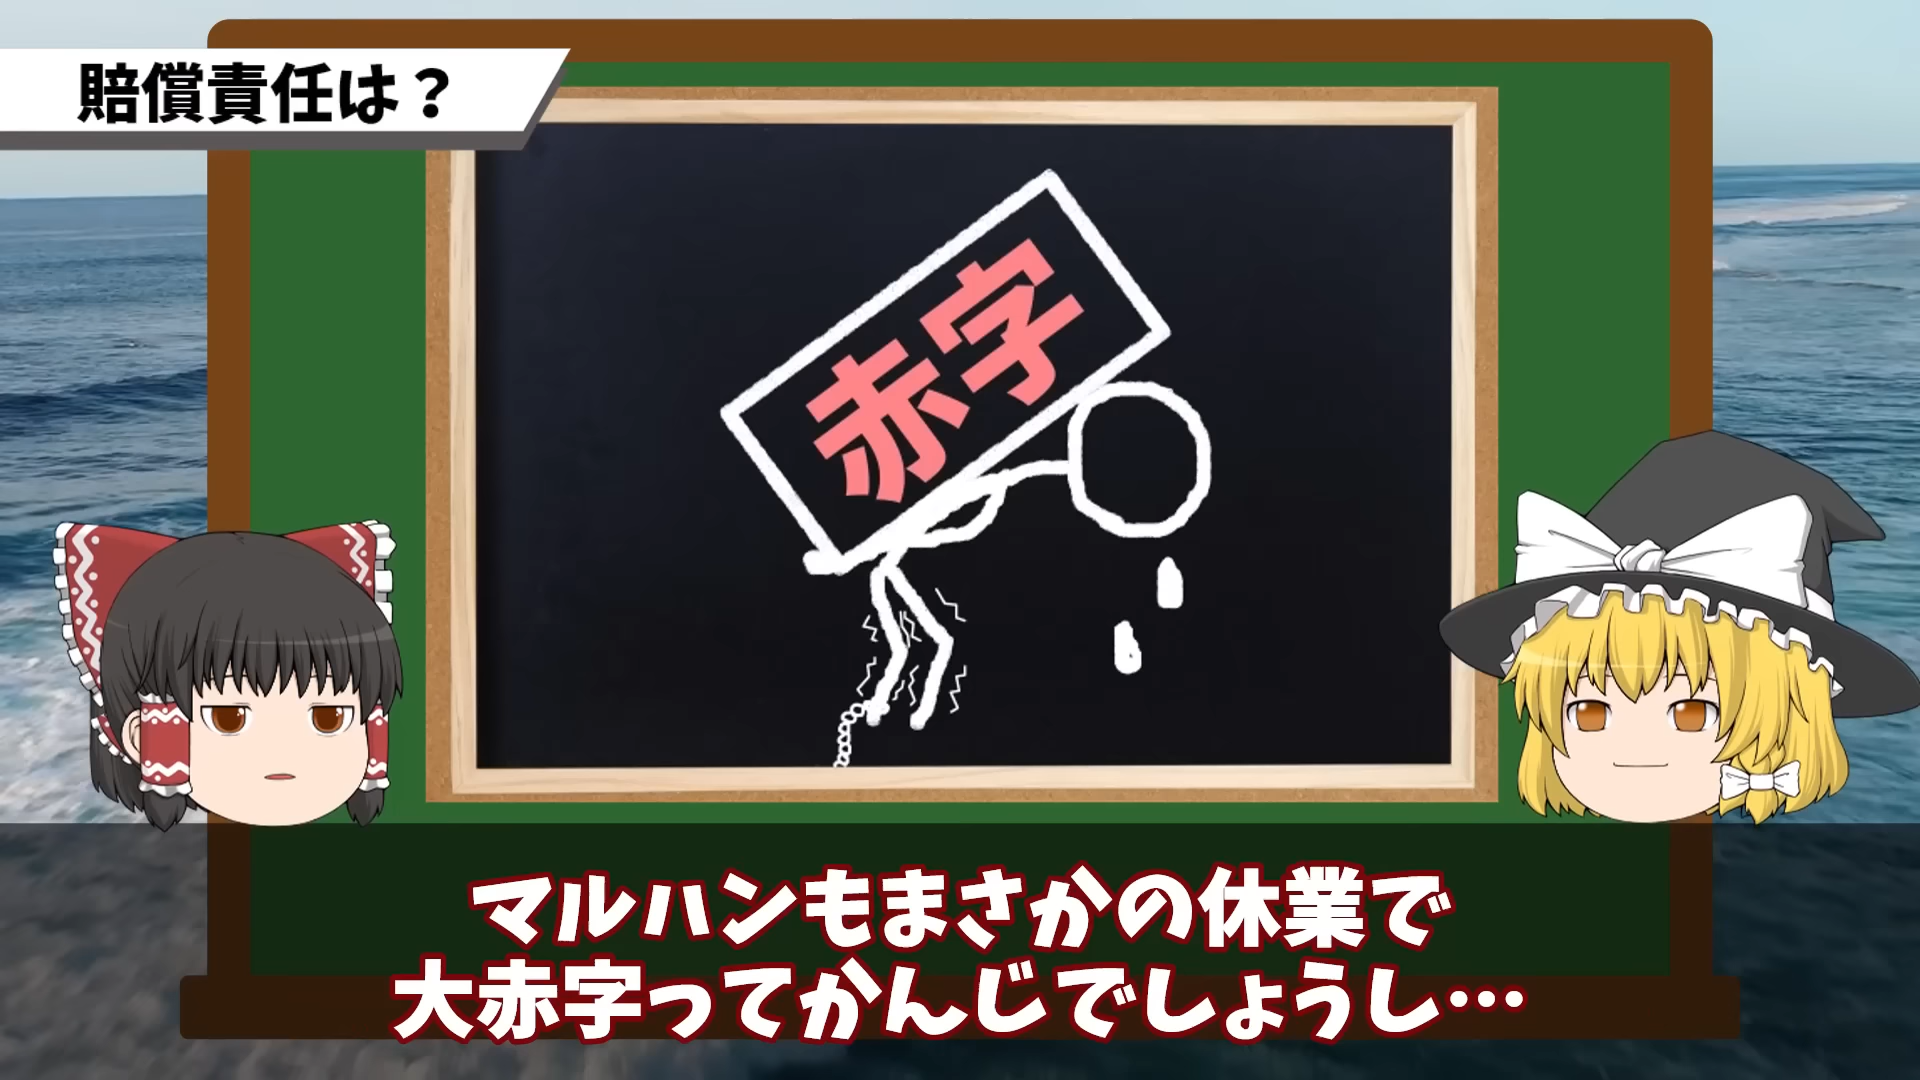 賠償責任は？
赤字
マルハンもまさかの休業で
大赤字ってかんじでしょうし…